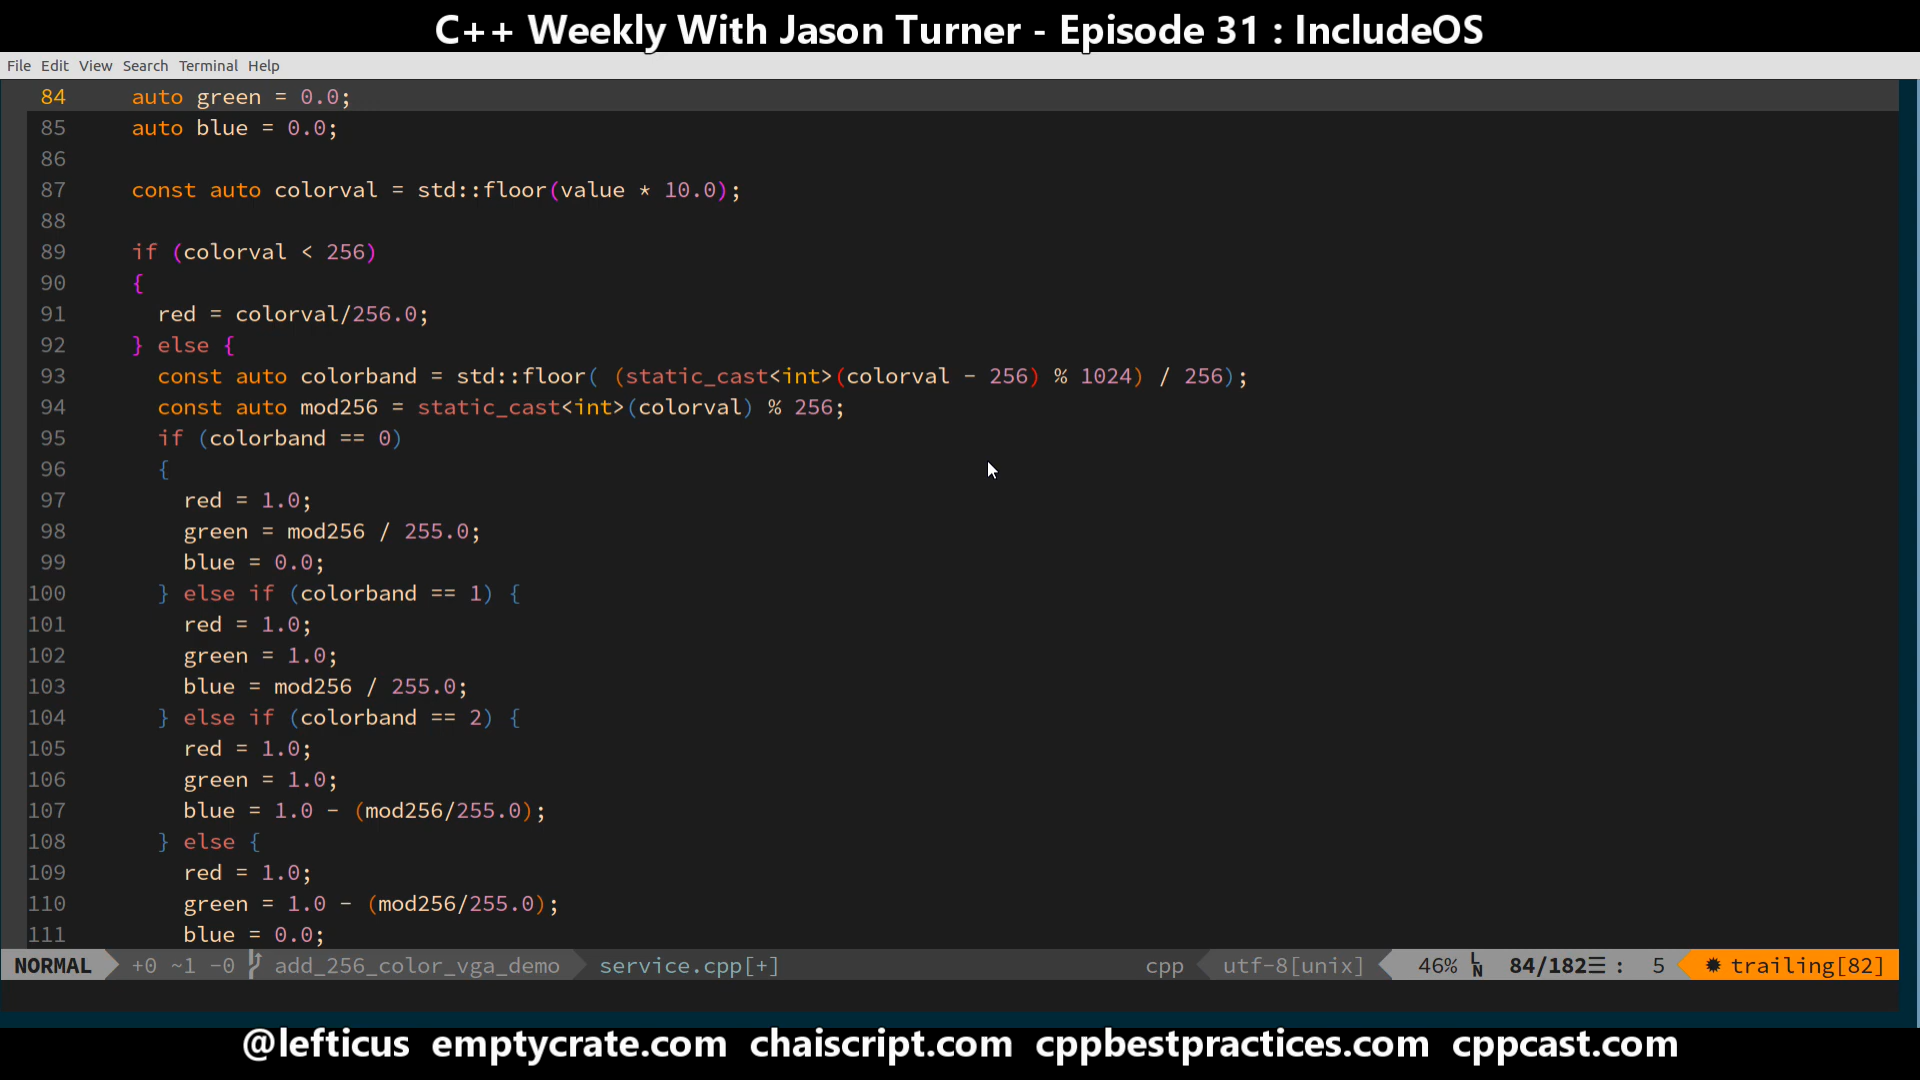 C++ Weekly With Jason Turner - Episode 31 : IncludeOS
File Edit View Search Terminal Help
84 auto green = 0.0;
85 auto blue = 0.0;
86
87 const auto colorval = std::floor(value * 10.0);
88
89 if (colorval < 256)
90 {
91 red = colorval/256.0;
92 } else {
93 const auto colorband = std::floor( (static_cast<int>(colorval - 256) % 1024) / 256);
94 const auto mod256 = static_cast<int>(colorval) % 256;
95 if (colorband == 0)
96 {
97 red = 1.0;
98 green = mod256 / 255.0;
99 blue = 0.0;
100 } else if (colorband == 1) {
101 red = 1.0;
102 green = 1.0;
103 blue = mod256 / 255.0;
104 } else if (colorband == 2) {
105 red = 1.0;
106 green = 1.0;
107 blue = 1.0 - (mod256/255.0);
108 } else {
109 red = 1.0;
110 green = 1.0 - (mod256/255.0);
111 blue = 0.0;
NORMAL +0 ~1 -0 add_256_color_vga_demo service.cpp[+] cpp utf-8[unix] 46% LN 84/182☰ : 5 ✹ trailing[82]
@lefticus emptycrate.com chaiscript.com cppbestpractices.com cppcast.com